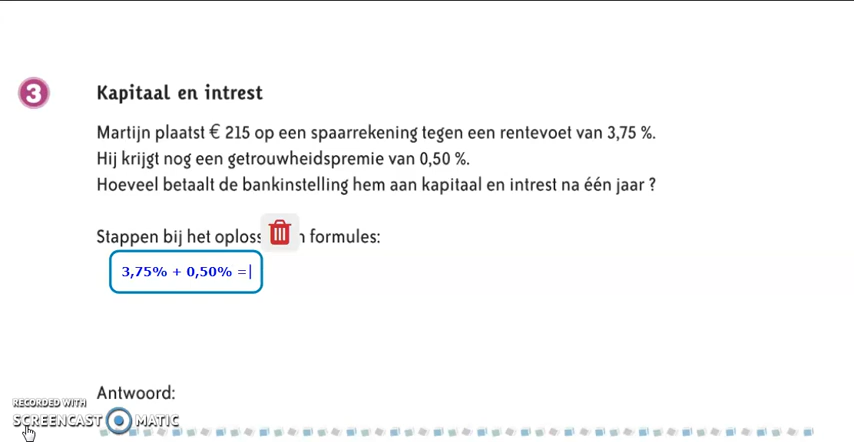 3
Kapitaal en intrest
Martijn plaatst € 215 op een spaarrekening tegen een rentevoet van 3,75 %.
Hij krijgt nog een getrouwheidspremie van 0,50 %.
Hoeveel betaalt de bankinstelling hem aan kapitaal en intrest na één jaar ?
Stappen bij het oploss n formules:
3,75% + 0,50% =
Antwoord:
RECORDED WITH
SCREENCAST MATIC